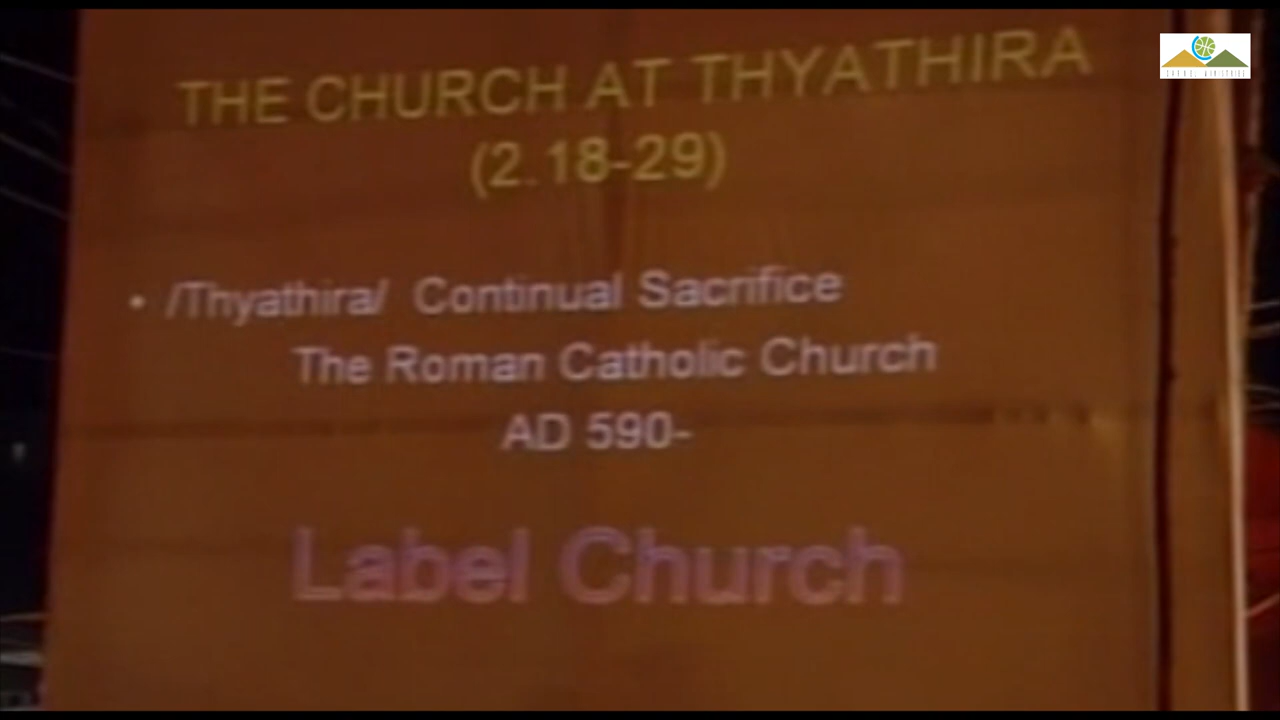 THE CHURCH AT THYATHIRA
(2.18-29)
• /Thyathira/ Continual Sacrifice
The Roman Catholic Church
AD 590-
Label Church